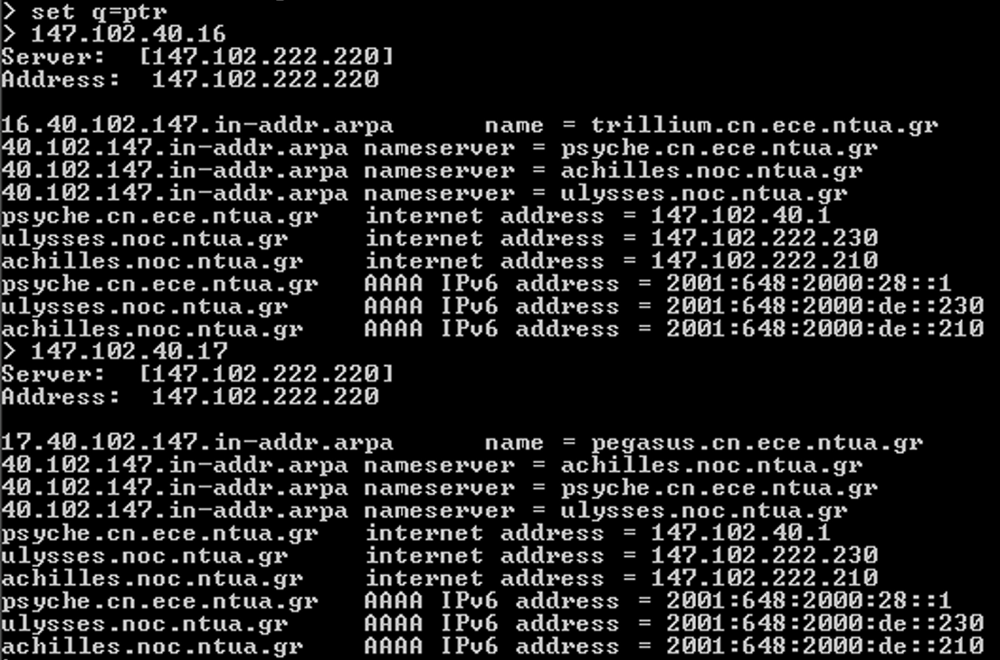 > set q=ptr
> 147.102.40.16
Server:  [147.102.222.220]
Address:  147.102.222.220

16.40.102.147.in-addr.arpa      name = trillium.cn.ece.ntua.gr
40.102.147.in-addr.arpa nameserver = psyche.cn.ece.ntua.gr
40.102.147.in-addr.arpa nameserver = achilles.noc.ntua.gr
40.102.147.in-addr.arpa nameserver = ulysses.noc.ntua.gr
psyche.cn.ece.ntua.gr   internet address = 147.102.40.1
ulysses.noc.ntua.gr     internet address = 147.102.222.230
achilles.noc.ntua.gr    internet address = 147.102.222.210
psyche.cn.ece.ntua.gr   AAAA IPv6 address = 2001:648:2000:28::1
ulysses.noc.ntua.gr     AAAA IPv6 address = 2001:648:2000:de::230
achilles.noc.ntua.gr    AAAA IPv6 address = 2001:648:2000:de::210
> 147.102.40.17
Server:  [147.102.222.220]
Address:  147.102.222.220

17.40.102.147.in-addr.arpa      name = pegasus.cn.ece.ntua.gr
40.102.147.in-addr.arpa nameserver = achilles.noc.ntua.gr
40.102.147.in-addr.arpa nameserver = psyche.cn.ece.ntua.gr
40.102.147.in-addr.arpa nameserver = ulysses.noc.ntua.gr
psyche.cn.ece.ntua.gr   internet address = 147.102.40.1
ulysses.noc.ntua.gr     internet address = 147.102.222.230
achilles.noc.ntua.gr    internet address = 147.102.222.210
psyche.cn.ece.ntua.gr   AAAA IPv6 address = 2001:648:2000:28::1
ulysses.noc.ntua.gr     AAAA IPv6 address = 2001:648:2000:de::230
achilles.noc.ntua.gr    AAAA IPv6 address = 2001:648:2000:de::210